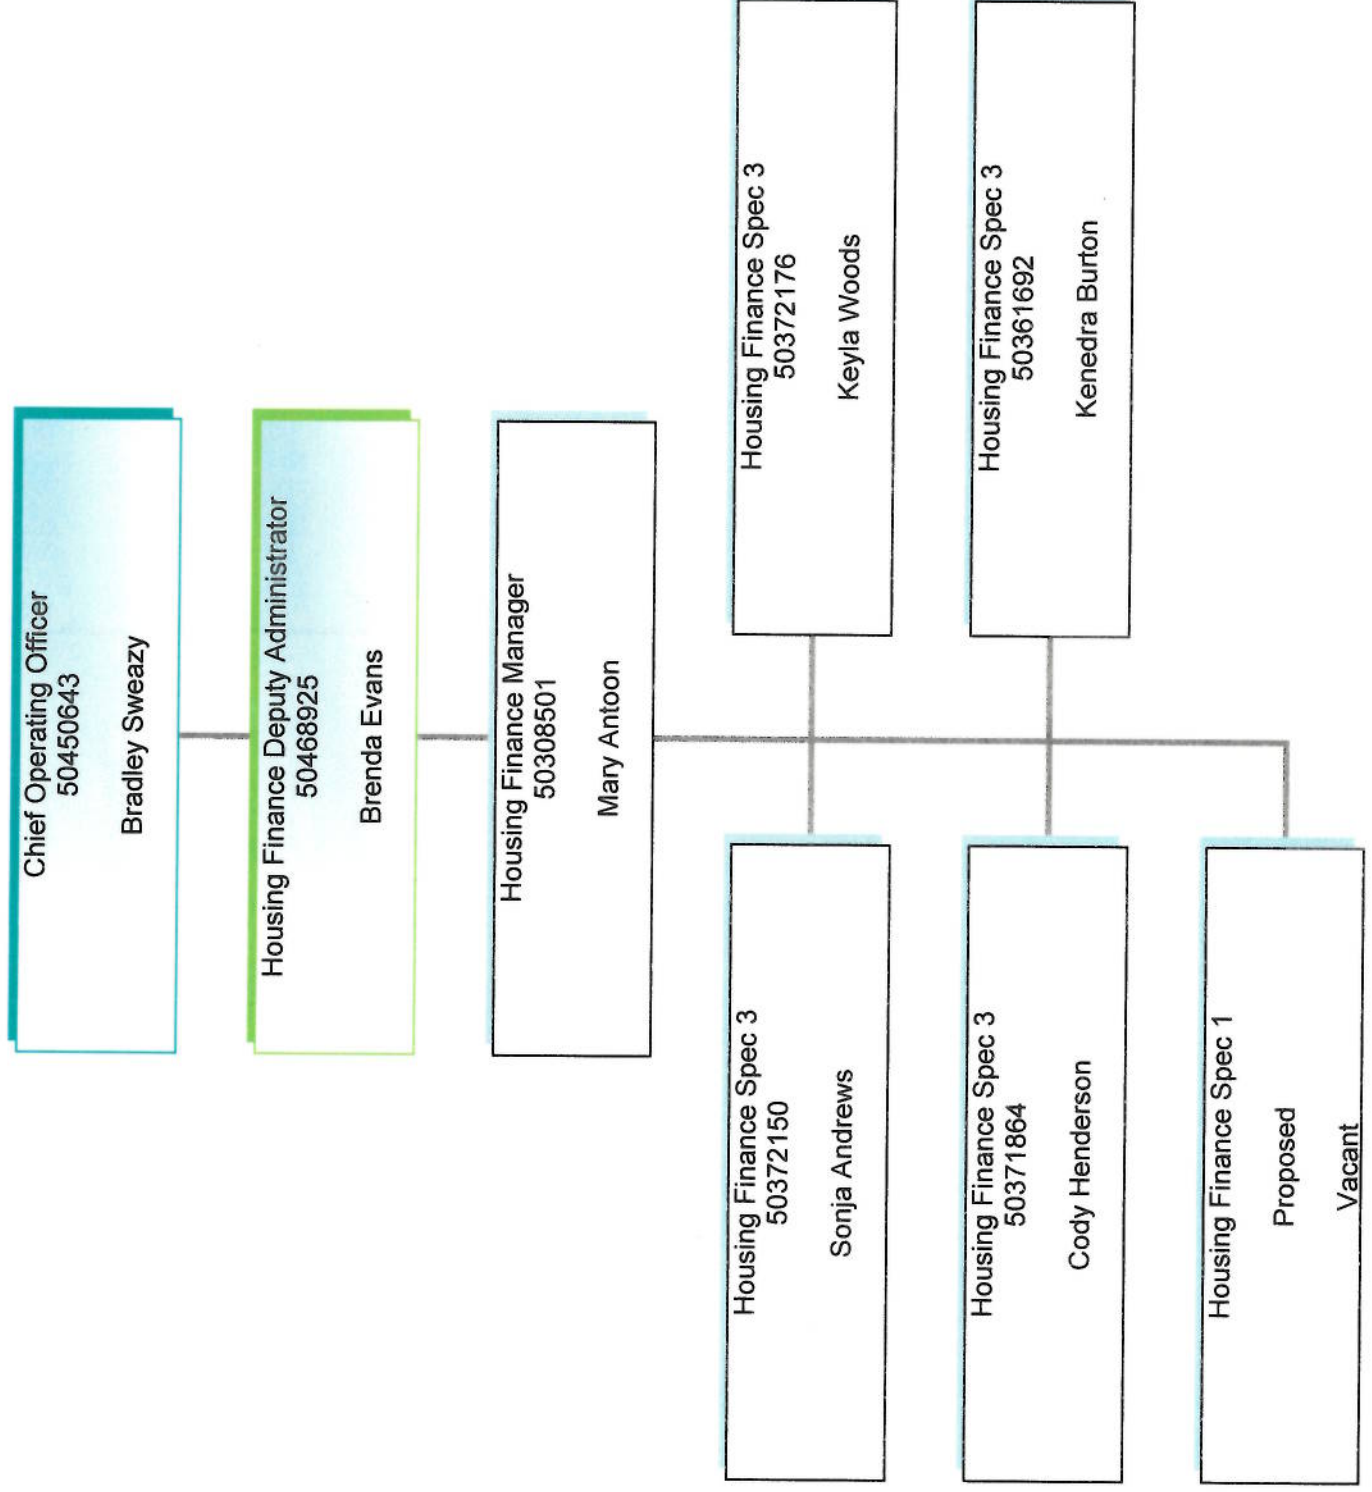 Chief Operating Officer
50450643
Bradley Sweazy
Housing Finance Deputy Administrator
50468925
Brenda Evans
Housing Finance Manager
50308501
Mary Antoon
Housing Finance Spec 3
50372150
Sonja Andrews
Housing Finance Spec 3
50372176
Keyla Woods
Housing Finance Spec 3
50371864
Cody Henderson
Housing Finance Spec 3
50361692
Kenedra Burton
Housing Finance Spec 1
Proposed
Vacant